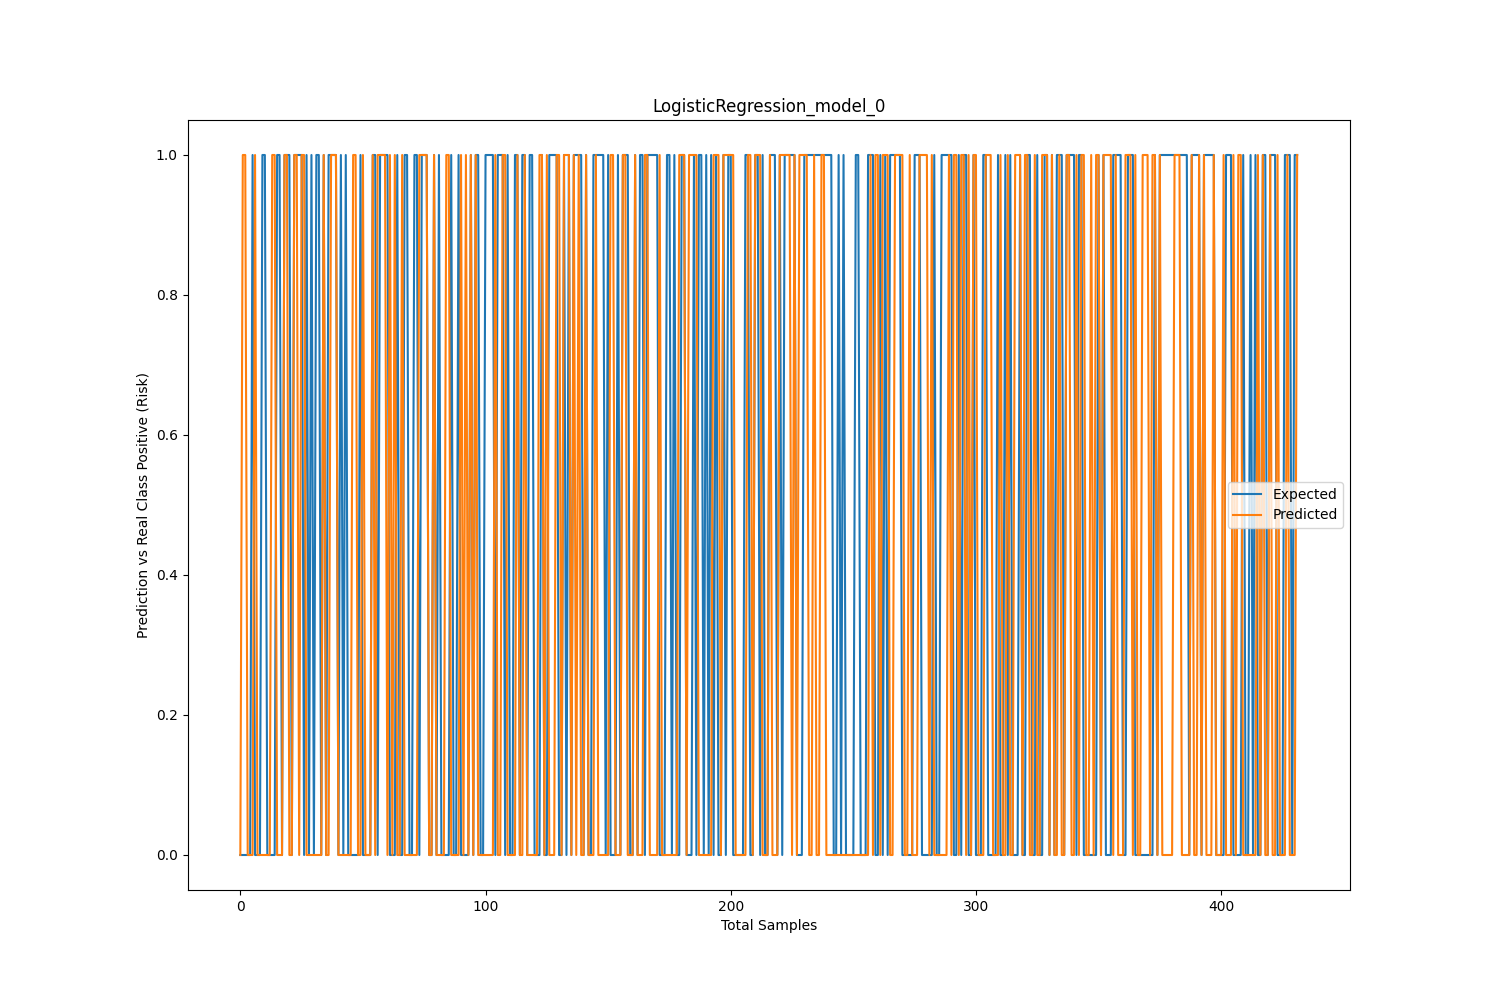 LogisticRegression_model_0
1.0
0.8
0.6
0.4
0.2
0.0
Prediction vs Real Class Positive (Risk)
Expected
Predicted
0 100 200 300 400
Total Samples